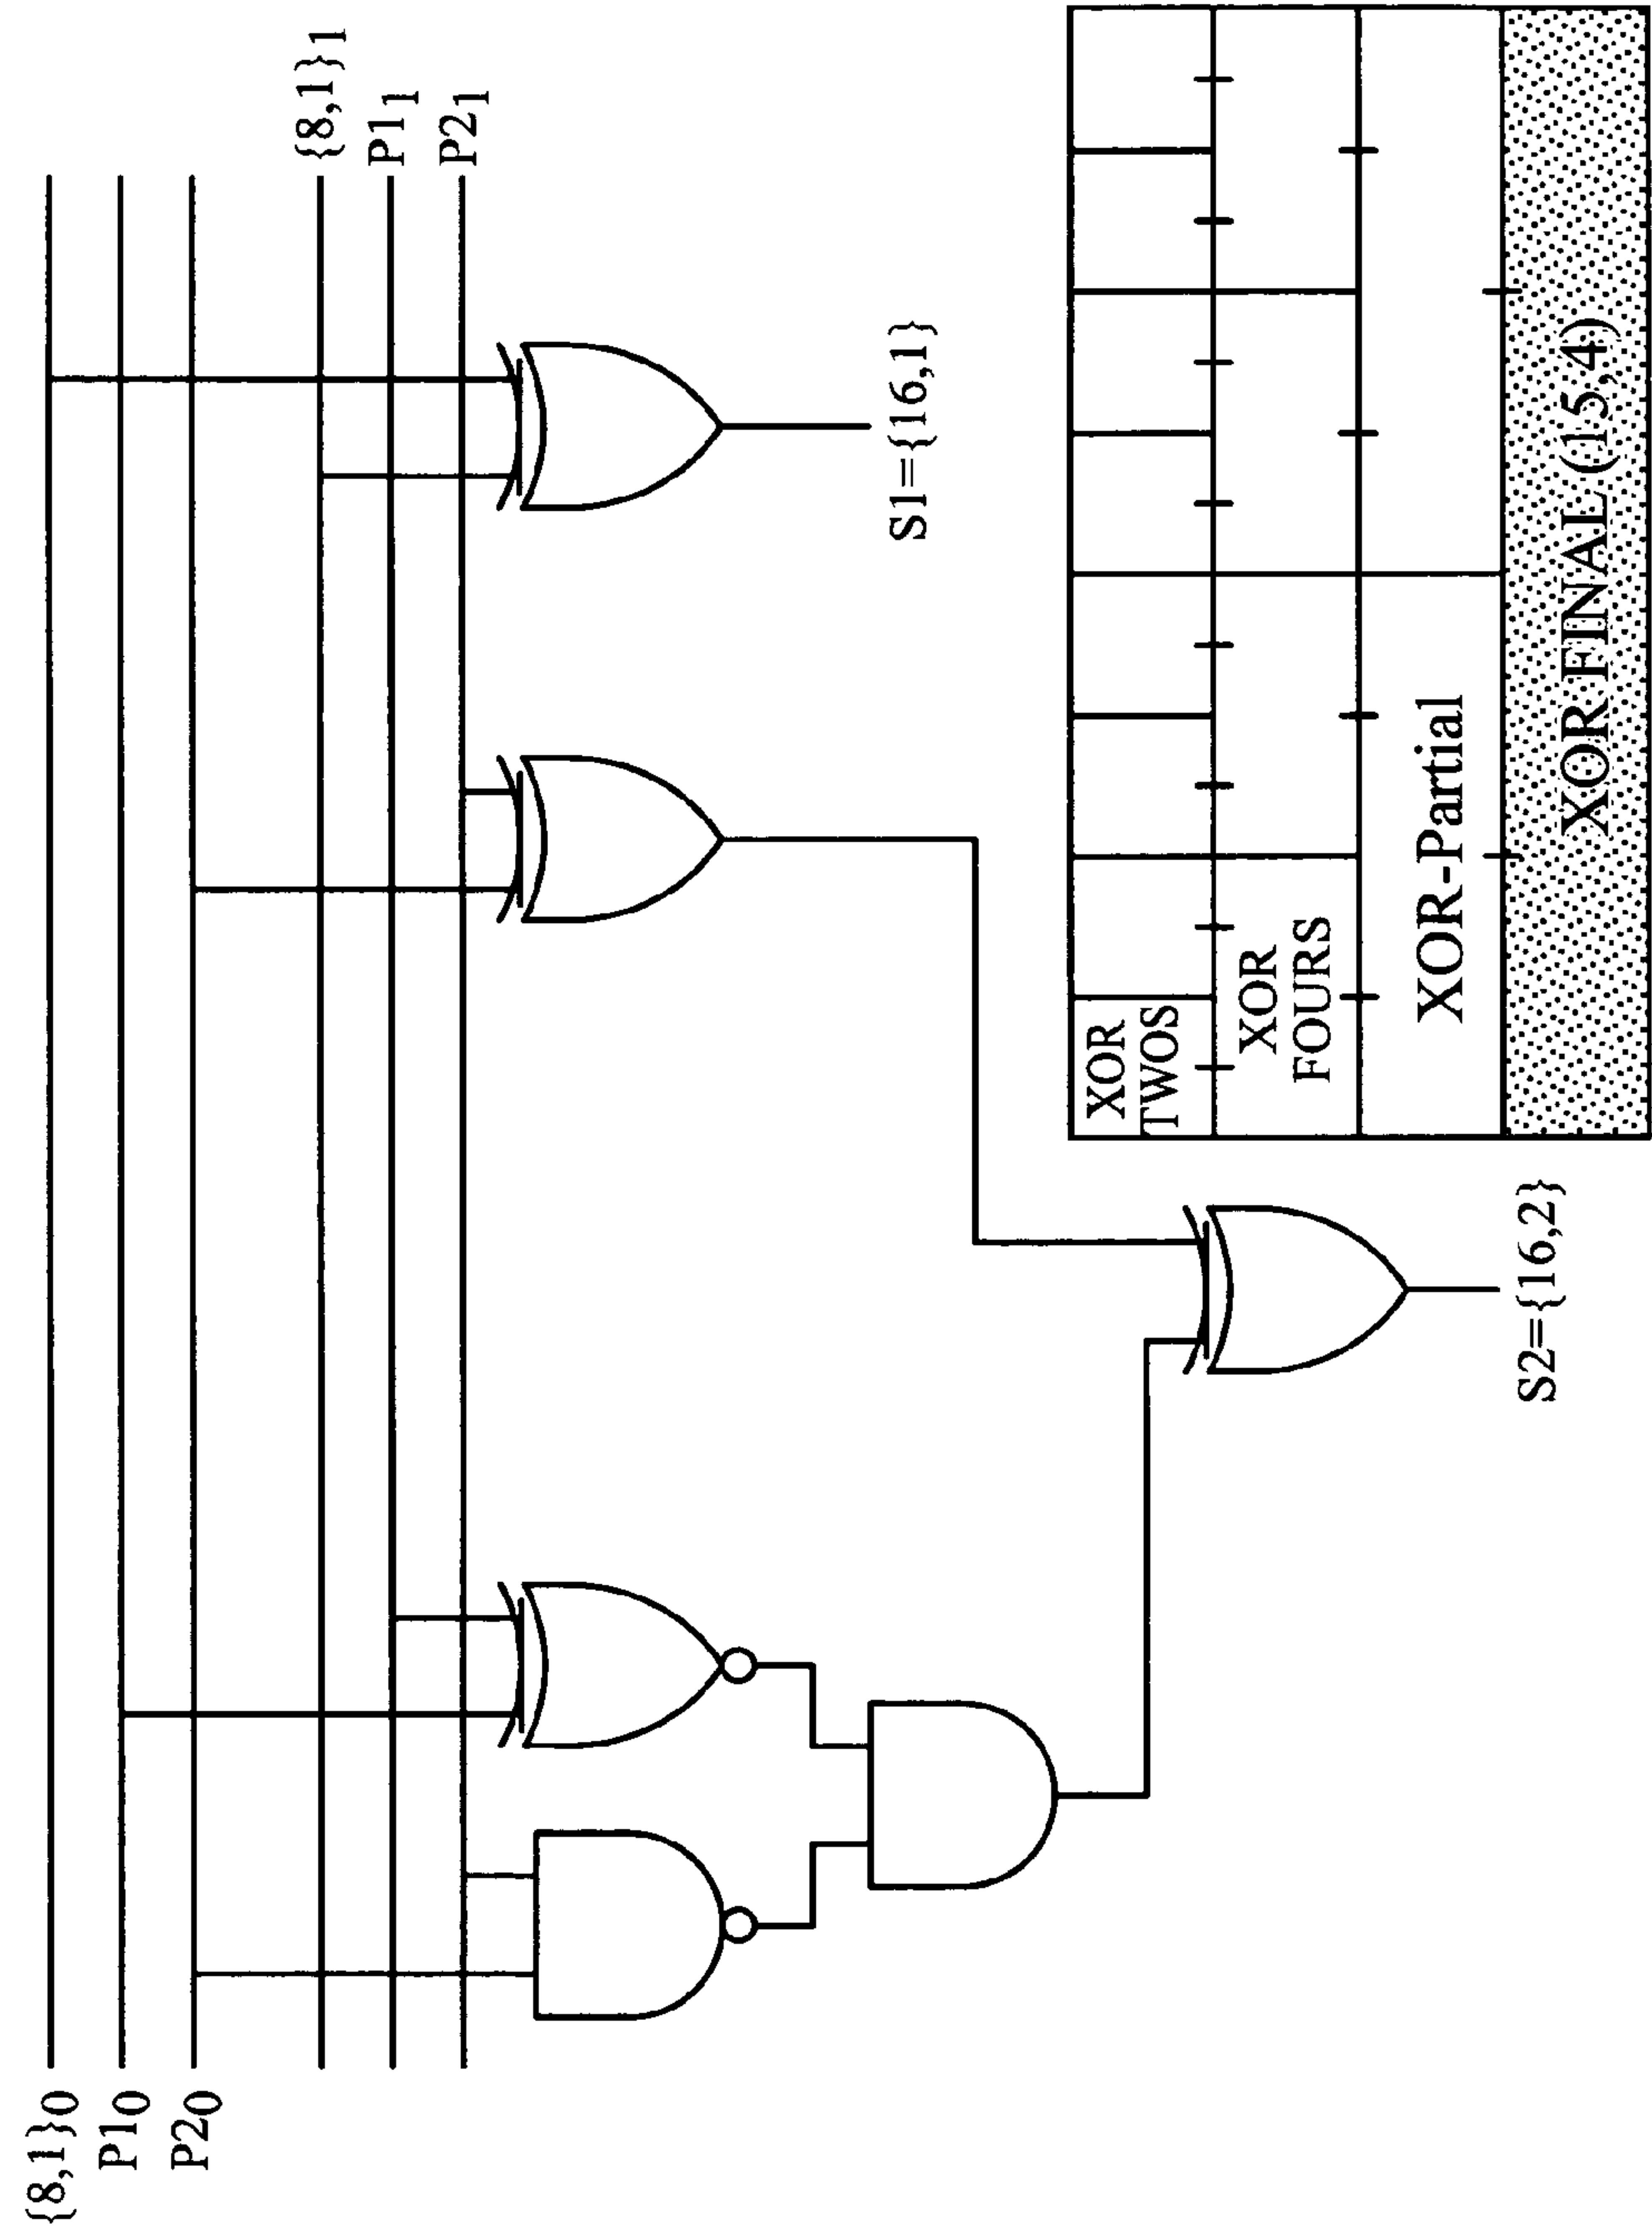 {8,1}0
P10
P20
{8,1}1
P11
P21
S1={16,1}
S2={16,2}
XOR
TWOS
XOR
FOURS
XOR-Partial
XOR FINAL (15,4)